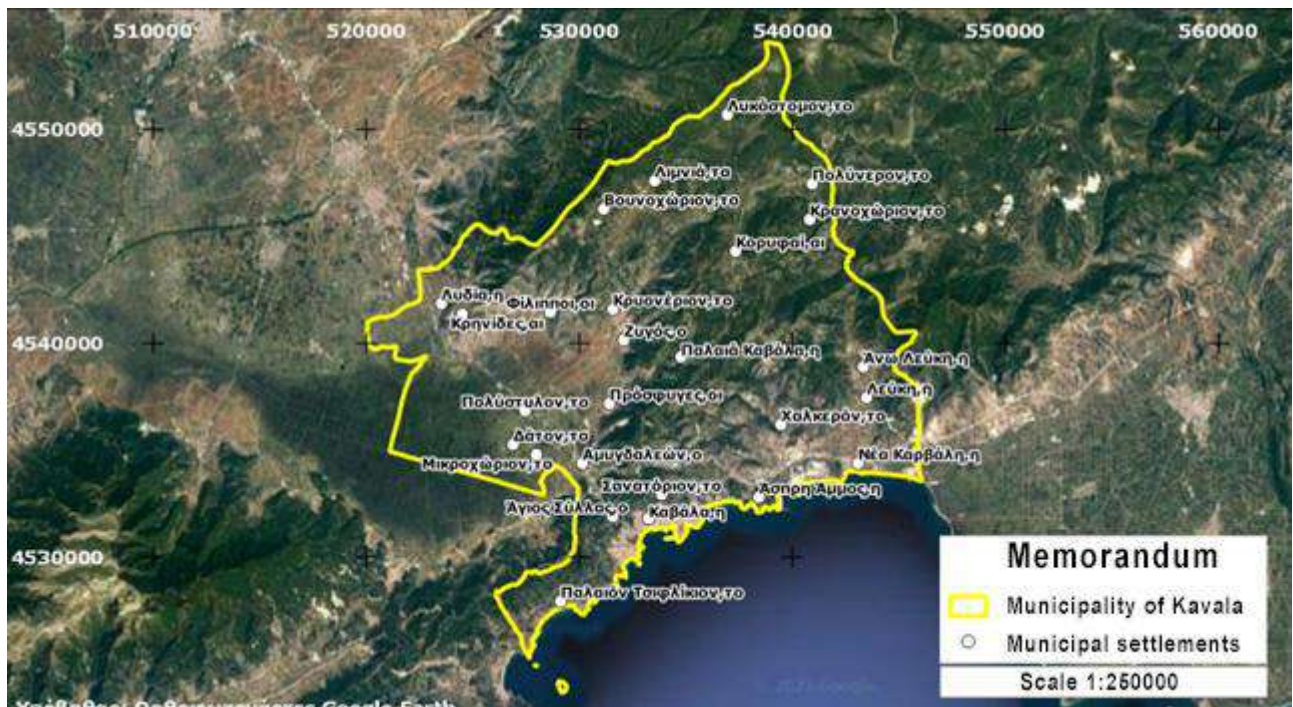 510000 520000 530000 540000 550000 560000
Λυκόστομον,το
4550000
Λιμνιά,τα
Πολύνερον,το
Βουνοχώριον,το
Κρανοχώριον,το
Κορυφαί,αι
Λυδία,η
Φίλιπποι,οι
Κρυονέριον,το
Κρηνίδες,αι
Ζυγός,ο
4540000
Παλαιά Καβάλα,η
Άνω Λεύκη,η
Λεύκη,η
Πολύστυλον,το
Πρόσφυγες,οι
Χαλκερόν,το
Δάτον,το
Μικροχώριον,το
Αμυγδαλεών,ο
Νέα Καρβάλη,η
Σανατόριον,το
Άσπρη Άμμος,η
Άγιος Σύλλας,ο
Καβάλα,η
4530000
Παλαιόν Τσιφλίκιον,το
Memorandum
Municipality of Kavala
Municipal settlements
Scale 1:250000
Google Earth